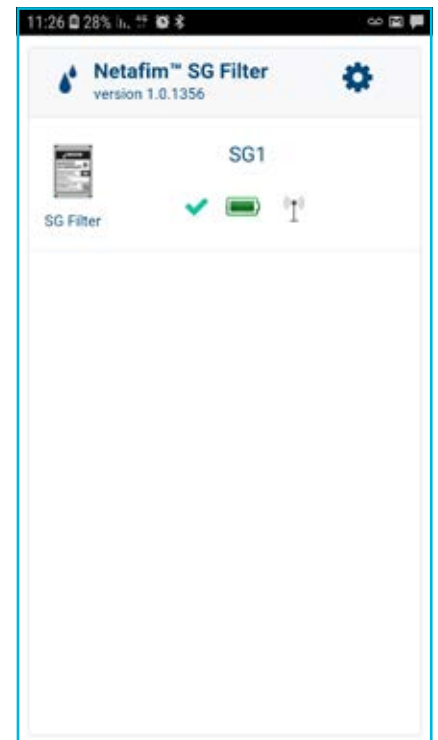 11:26 28%
Netafim™ SG Filter
version 1.0.1356
SG1
SG Filter